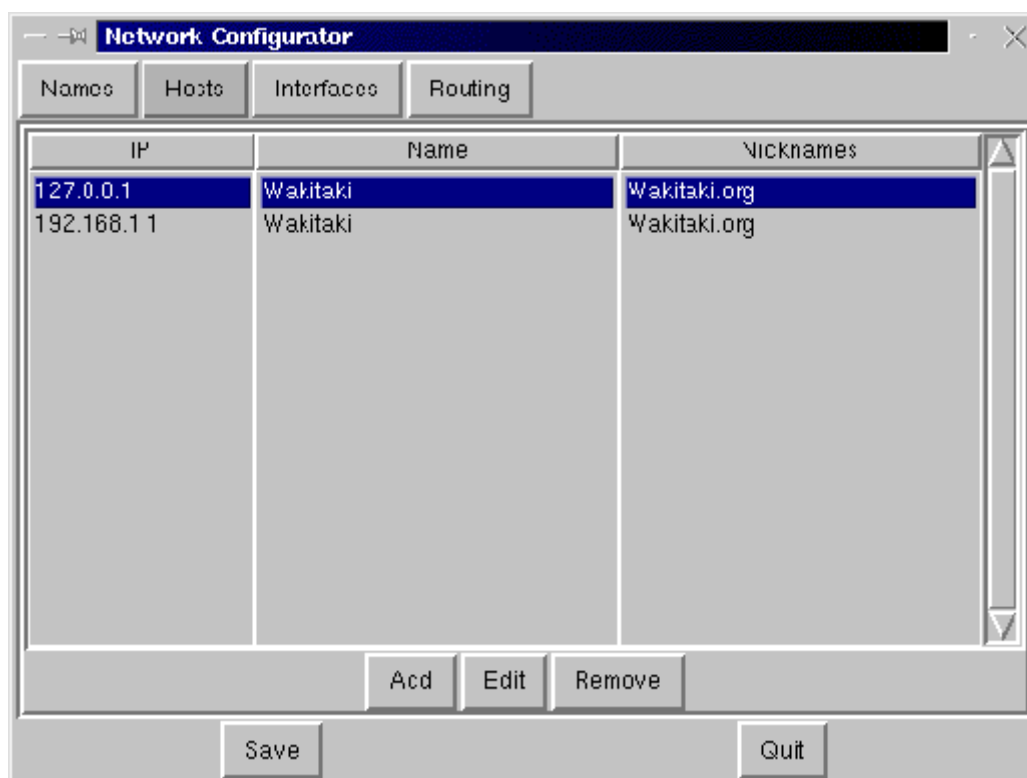 Network Configurator
Names Hosts Interfaces Routing
IP Name Nicknames
127.0.0.1 Wakitaki Wakitaki.org
192.168.1.1 Wakitaki Wakitaki.org
Add Edit Remove
Save Quit